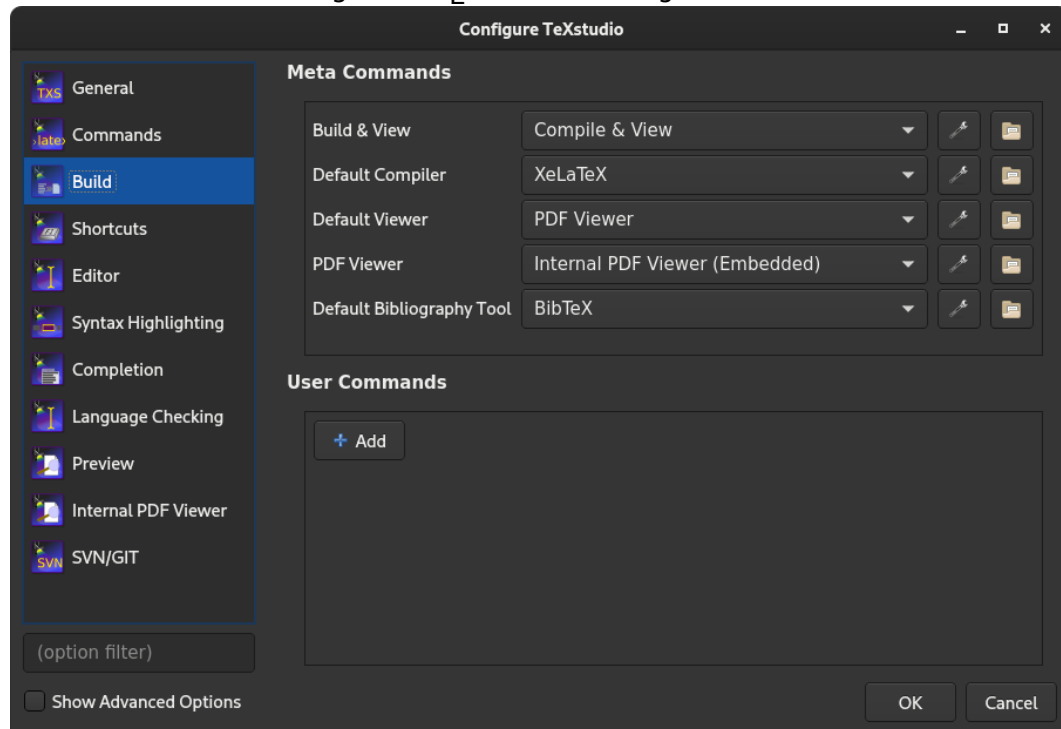 Configure TeXstudio
TXS General
Commands
Build
Shortcuts
Editor
Syntax Highlighting
Completion
Language Checking
Preview
Internal PDF Viewer
SVN SVN/GIT
(option filter)
Show Advanced Options
Meta Commands
Build & View Compile & View
Default Compiler XeLaTeX
Default Viewer PDF Viewer
PDF Viewer Internal PDF Viewer (Embedded)
Default Bibliography Tool BibTeX
User Commands
Add
OK Cancel